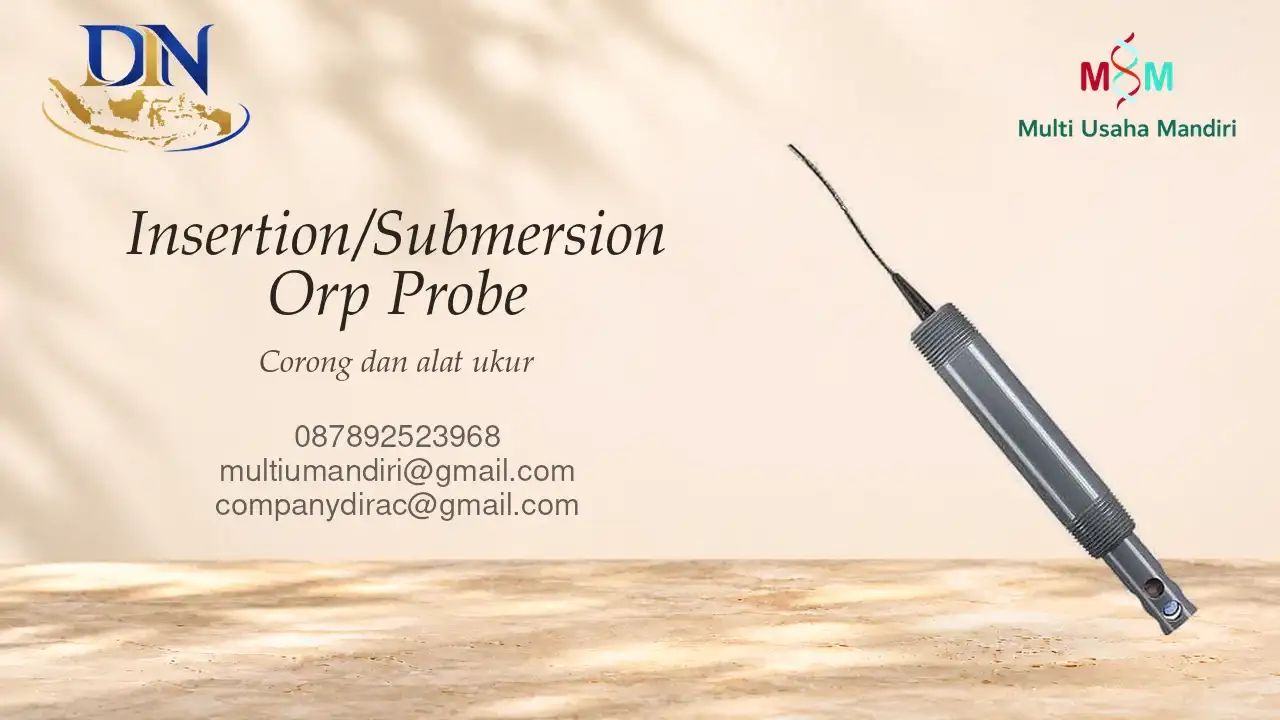 DIN
MSM
Multi Usaha Mandiri
Insertion/Submersion
Orp Probe
Corong dan alat ukur
087892523968
multiumandiri@gmail.com
companydirac@gmail.com